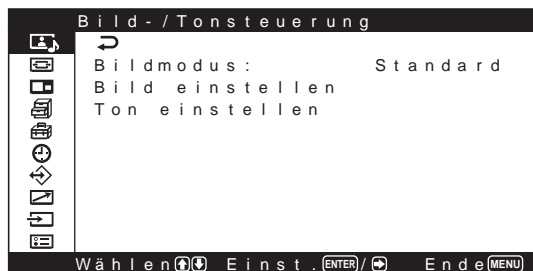 Bild-/Tonsteuerung
Bildmodus: Standard
Bild einstellen
Ton einstellen
Wählen Einst. ENTER/ Ende MENU